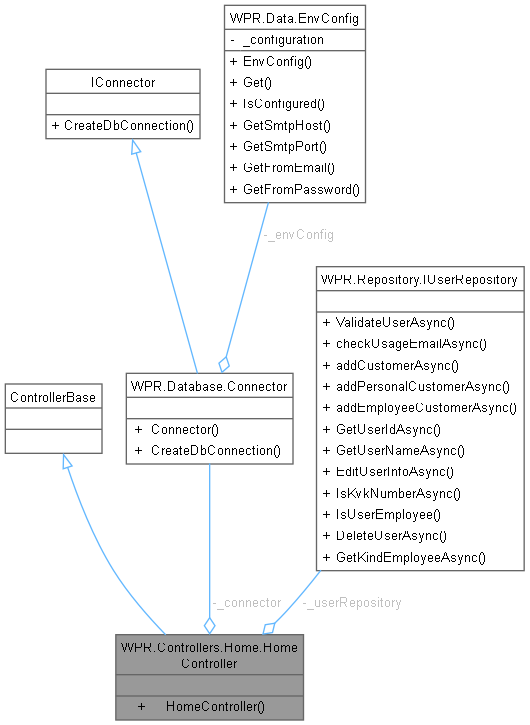 WPR.Data.EnvConfig
- _configuration
+ EnvConfig()
+ Get()
+ IsConfigured()
+ GetSmtpHost()
+ GetSmtpPort()
+ GetFromEmail()
+ GetFromPassword()
IConnector
+ CreateDbConnection()
-_envConfig
WPR.Repository.IUserRepository
+ ValidateUserAsync()
+ checkUsageEmailAsync()
+ addCustomerAsync()
+ addPersonalCustomerAsync()
+ addEmployeeCustomerAsync()
+ GetUserIdAsync()
+ GetUserNameAsync()
+ EditUserInfoAsync()
+ IsKvkNumberAsync()
+ IsUserEmployee()
+ DeleteUserAsync()
+ GetKindEmployeeAsync()
WPR.Database.Connector
+ Connector()
+ CreateDbConnection()
ControllerBase
-_connector
-_userRepository
WPR.Controllers.Home.Home
Controller
+ HomeController()